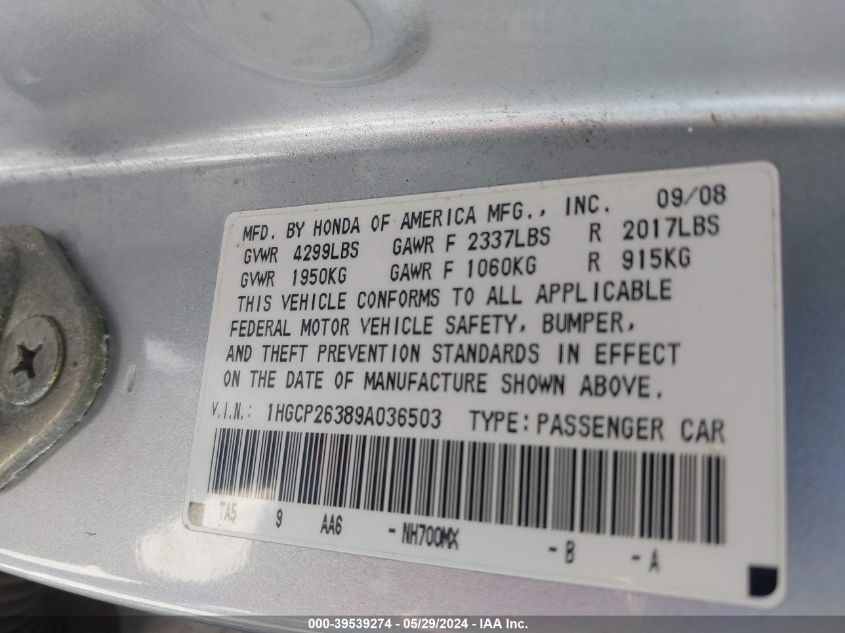 MFD. BY HONDA OF AMERICA MFG., INC. 09/08
GVWR 4299LBS GAWR F 2337LBS R 2017LBS
GVWR 1950KG GAWR F 1060KG R 915KG
THIS VEHICLE CONFORMS TO ALL APPLICABLE
FEDERAL MOTOR VEHICLE SAFETY, BUMPER,
AND THEFT PREVENTION STANDARDS IN EFFECT
ON THE DATE OF MANUFACTURE SHOWN ABOVE.
V.I.N.: 1HGCP26389A036503 TYPE: PASSENGER CAR
TA5 9 AA6 - NH700MX - B - A
000-39539274 - 05/29/2024 - IAA Inc.